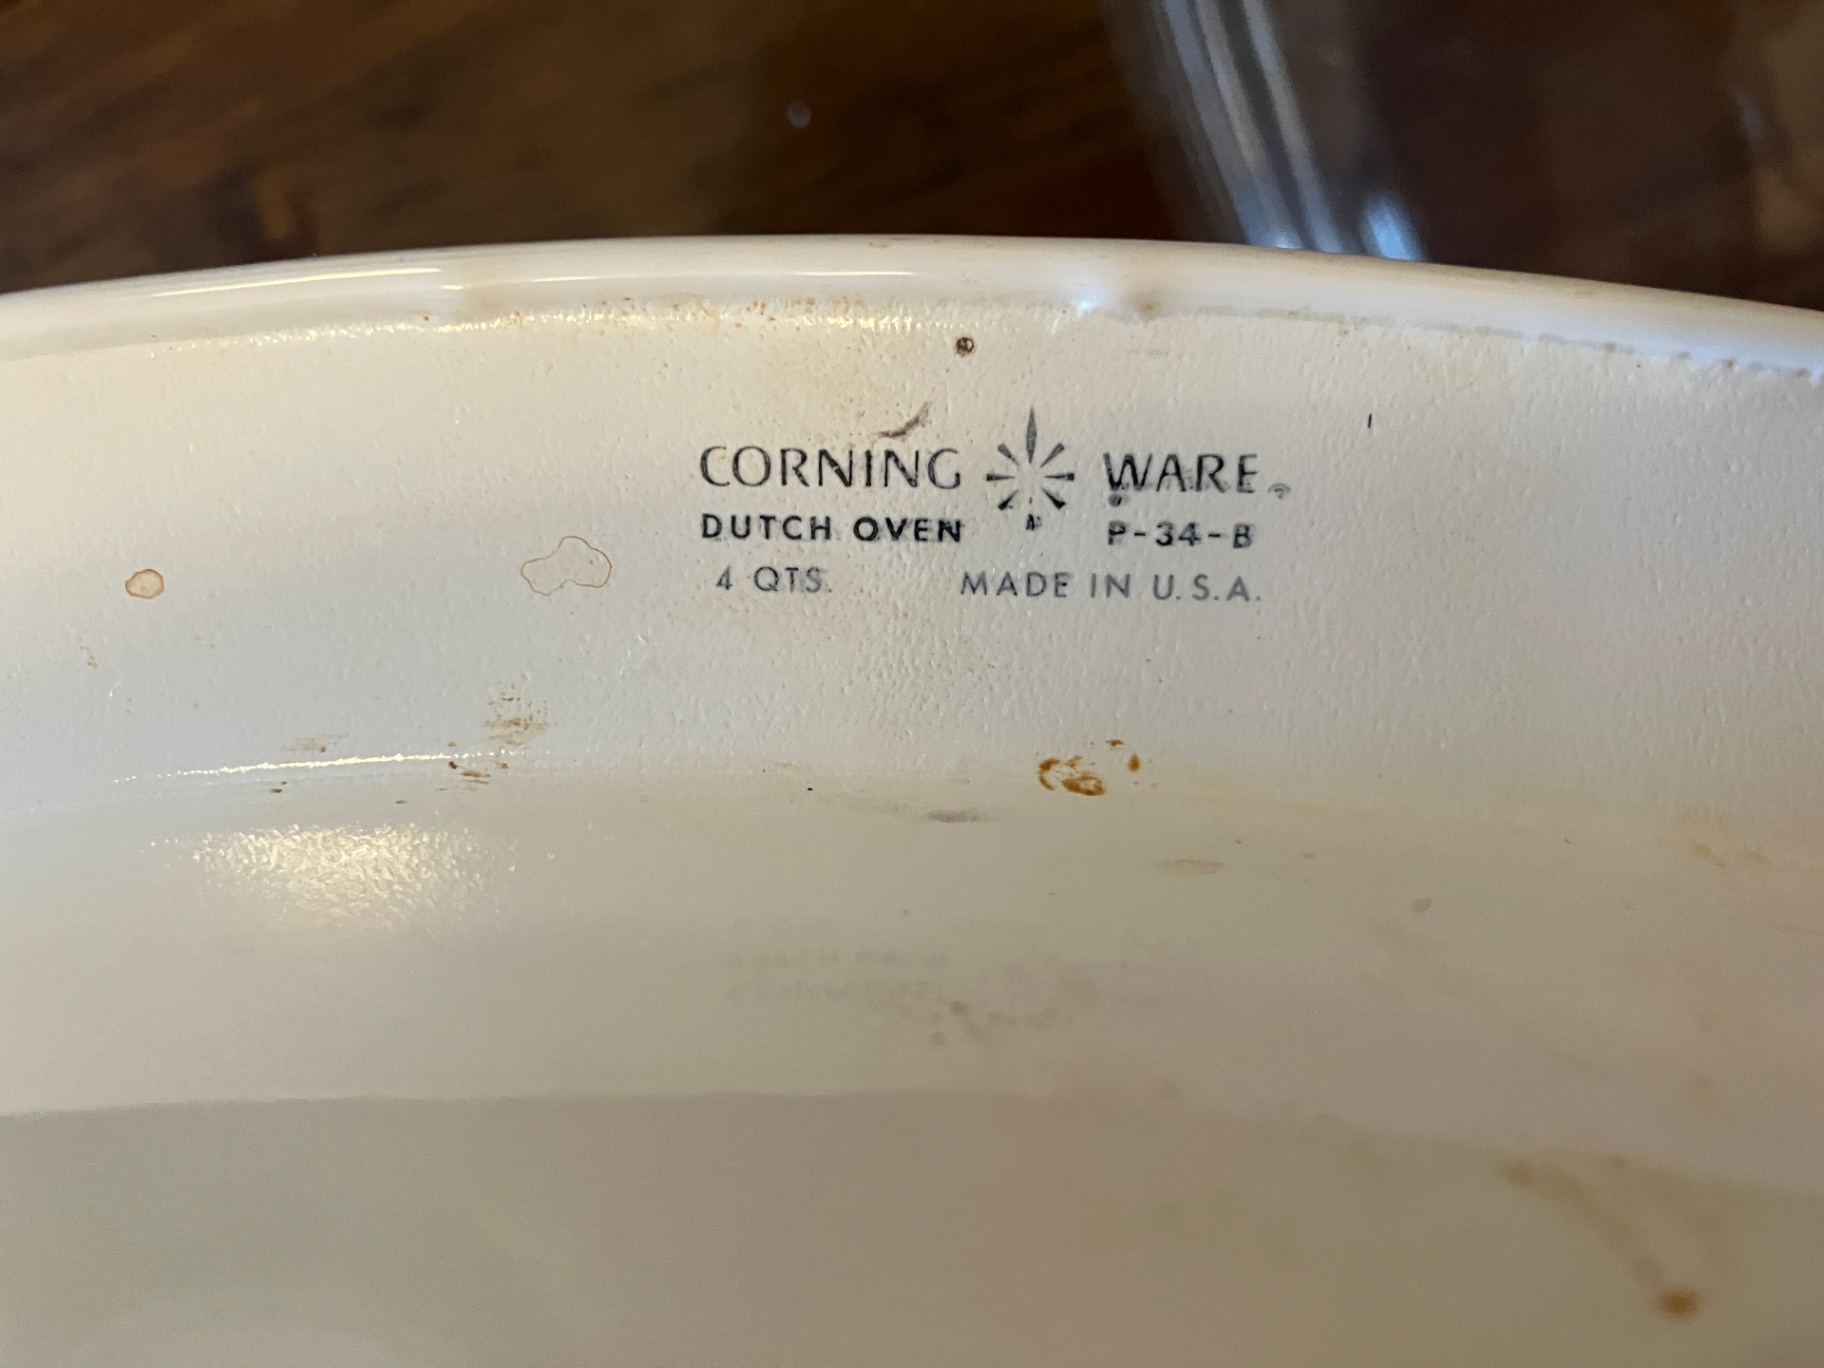 CORNING WARE®
DUTCH OVEN P-34-B
4 QTS. MADE IN U.S.A.